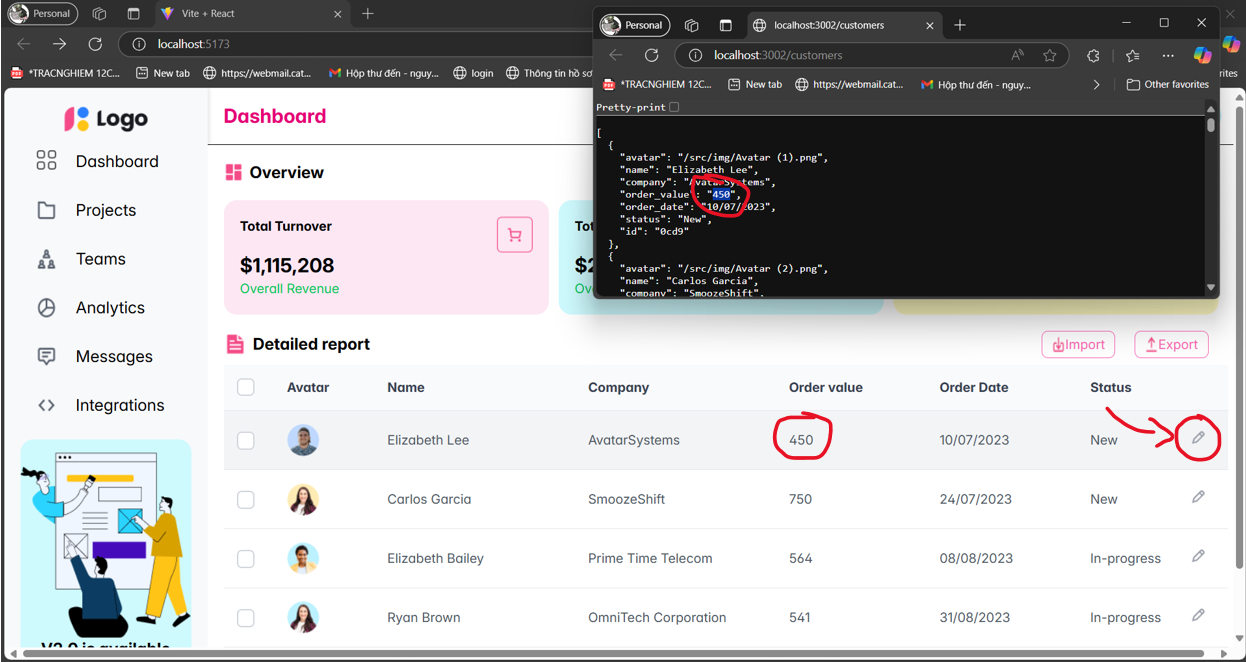 Personal
Vite + React
localhost:5173
*TRACNGHIEM 12C...
New tab
https://webmail.cat...
Hộp thư đến - nguy...
login
Thông tin hồ sơ
Personal
localhost:3002/customers
localhost:3002/customers
*TRACNGHIEM 12C...
New tab
https://webmail.cat...
Hộp thư đến - nguy...
Other favorites
rites
Pretty-print
[
{
"avatar": "/src/img/Avatar (1).png",
"name": "Elizabeth Lee",
"company": "AvatarSystems",
"order_value": "450",
"order_date": "10/07/2023",
"status": "New",
"id": "0cd9"
},
{
"avatar": "/src/img/Avatar (2).png",
"name": "Carlos Garcia",
"company": "SmoozeShift",
Logo
Dashboard
Projects
Teams
Analytics
Messages
Integrations
V2.0 is available
Dashboard
Overview
Total Turnover
$1,115,208
Overall Revenue
Tot
$2
Ov
Detailed report
Import
Export
Avatar Name Company Order value Order Date Status
Elizabeth Lee AvatarSystems 450 10/07/2023 New
Carlos Garcia SmoozeShift 750 24/07/2023 New
Elizabeth Bailey Prime Time Telecom 564 08/08/2023 In-progress
Ryan Brown OmniTech Corporation 541 31/08/2023 In-progress